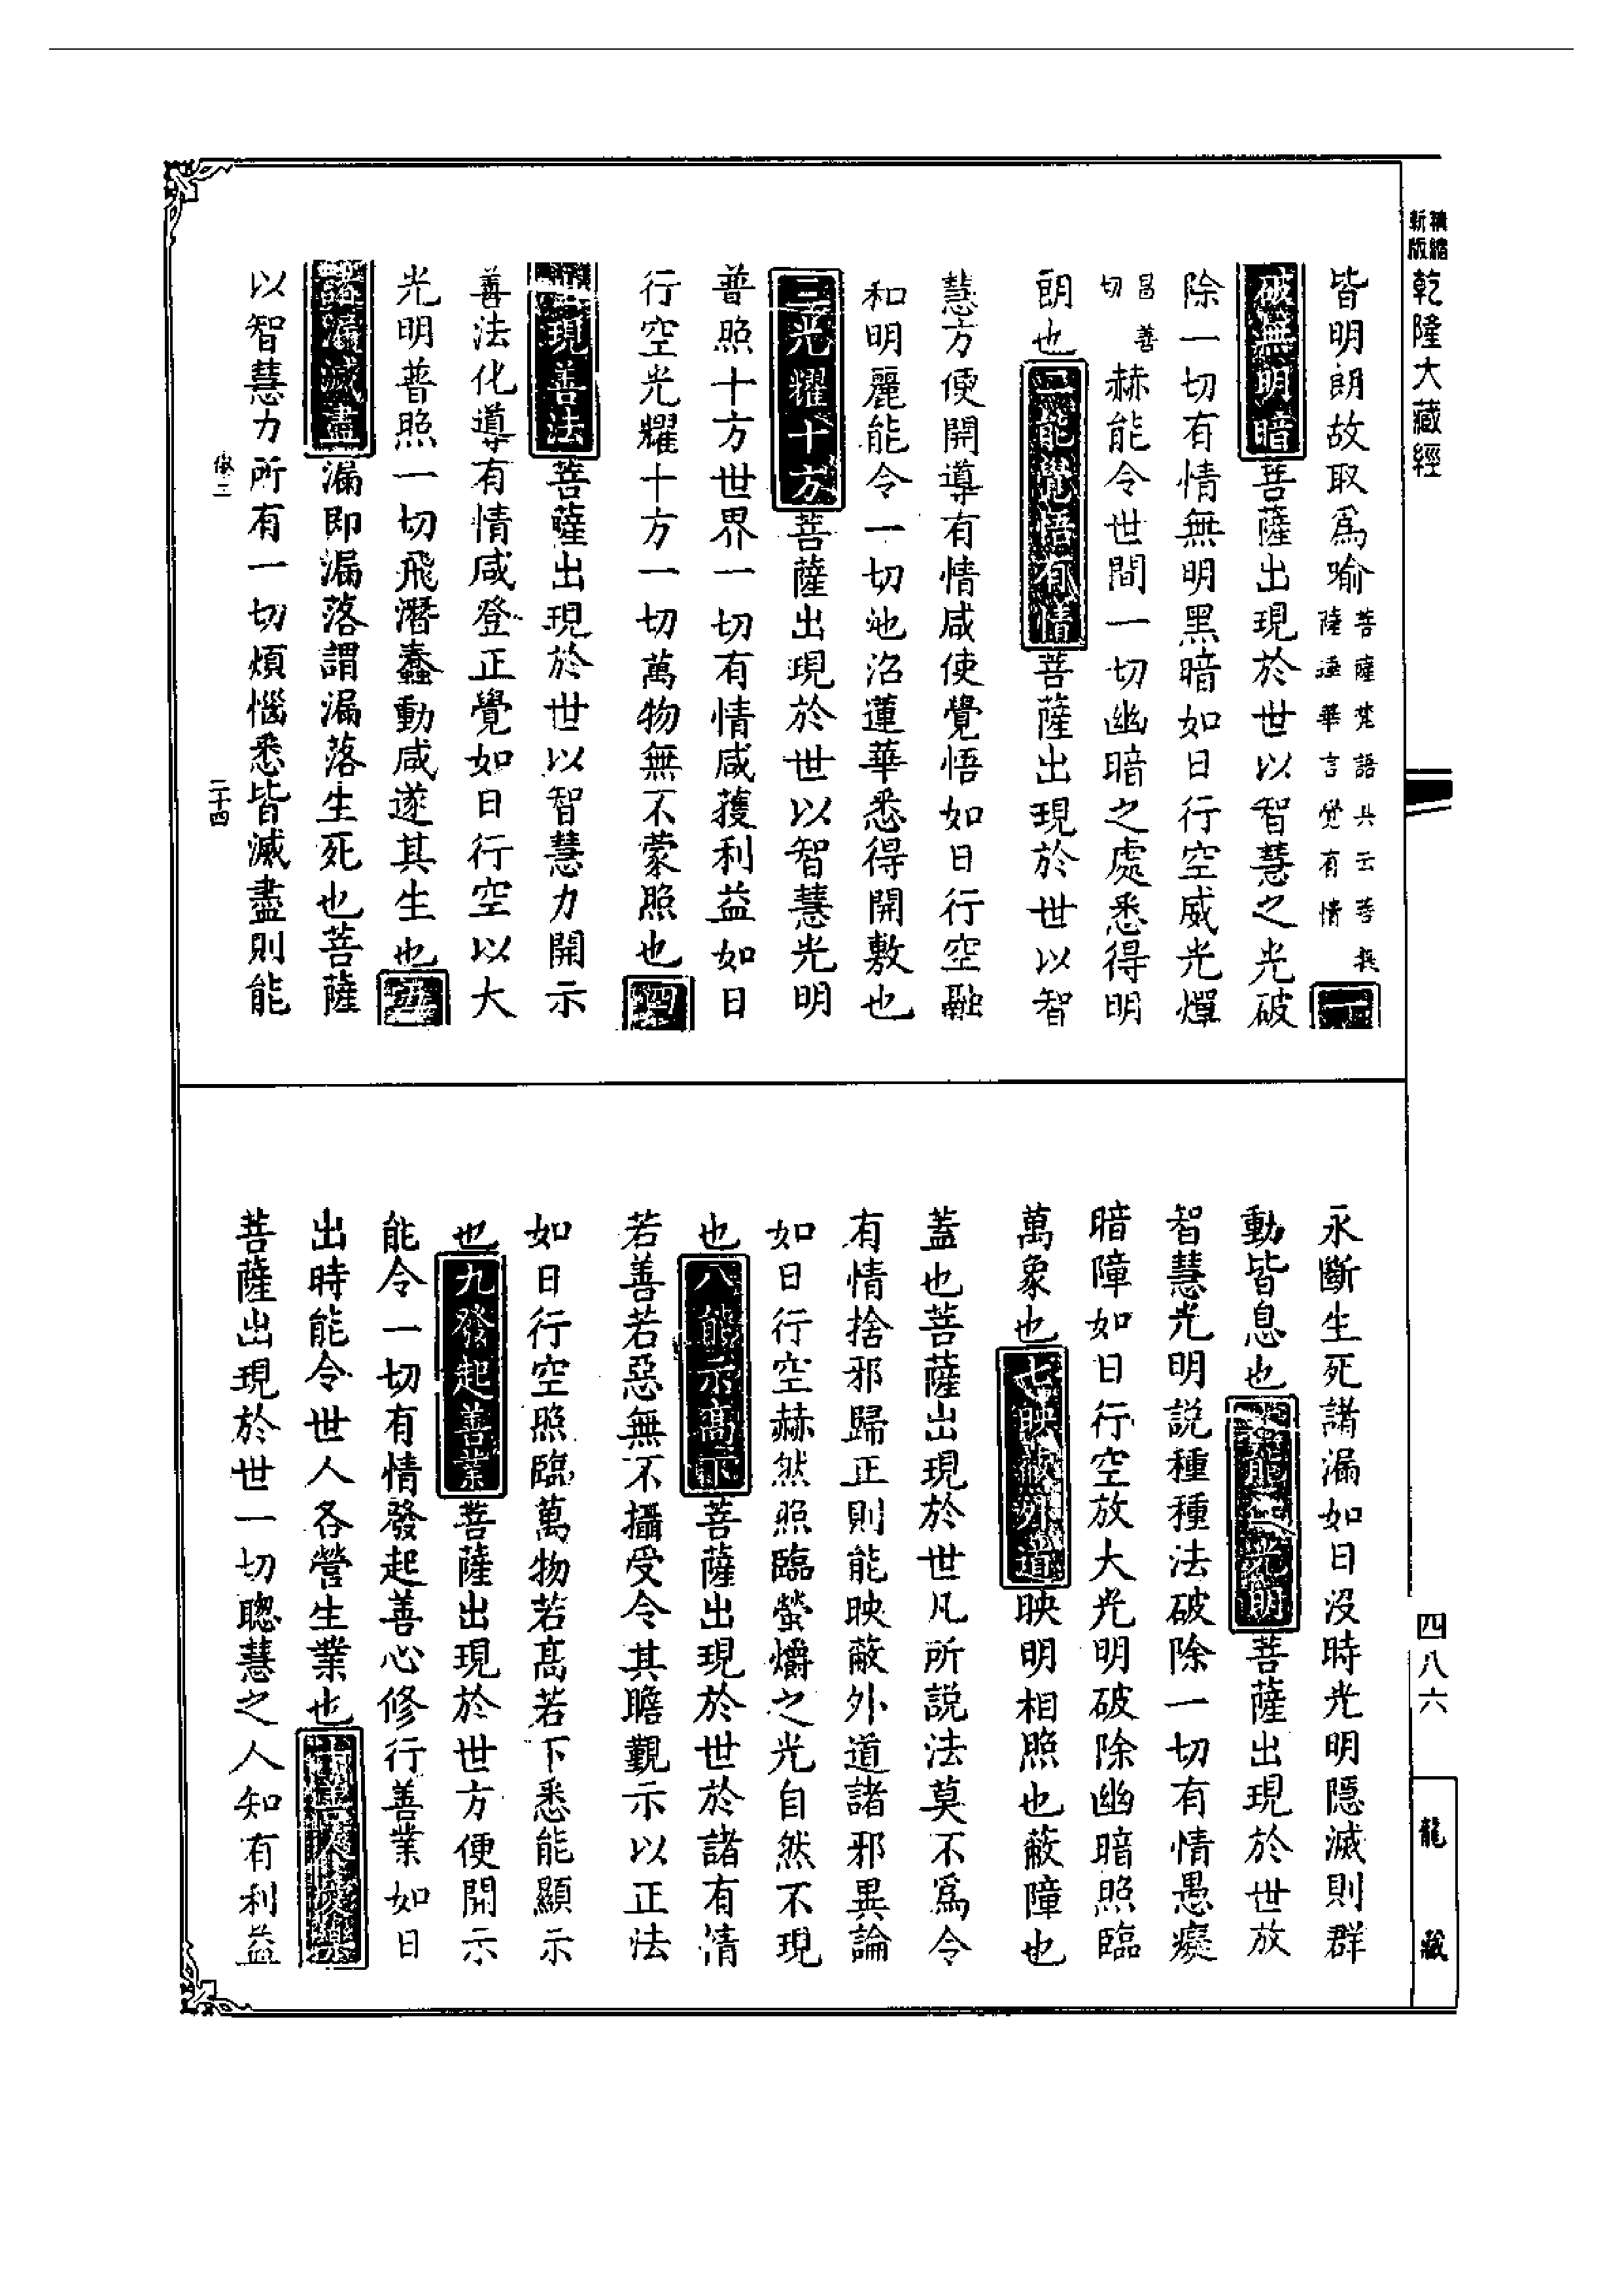 精縮新版乾隆大藏經
皆明朗故取爲喻菩薩梵語具云菩提薩埵華言覺有情一
破無明暗菩薩出現於世以智慧之光破
除一切有情無明黑暗如日行空威光燀
昌善切赫能令世間一切幽暗之處悉得明
朗也二能覺悟有情菩薩出現於世以智
慧方便開導有情咸使覺悟如日行空融
和明麗能令一切池沼蓮華悉得開敷也
三光耀十方菩薩出現於世以智慧光明
普照十方世界一切有情咸獲利益如日
行空光耀十方一切萬物無不蒙照也四
出現善法菩薩出現於世以智慧力開示
善法化導有情咸登正覺如日行空以大
光明普照一切飛潛蠢動咸遂其生也五
諸漏滅盡漏即漏落謂漏落生死也菩薩
以智慧力所有一切煩惱悉皆滅盡則能
二十四
永斷生死諸漏如日没時光明隱滅則群
動皆息也六能放光明菩薩出現於世放
智慧光明説種種法破除一切有情愚癡
暗障如日行空放大光明破除幽暗照臨
萬象也七映蔽外道映明相照也蔽障也
蓋也菩薩出現於世凡所説法莫不爲令
有情捨邪歸正則能映蔽外道諸邪異論
如日行空赫然照臨螢爝之光自然不現
也八能示高下菩薩出現於世於諸有情
若善若惡無不攝受令其瞻覩示以正法
如日行空照臨萬物若高若下悉能顯示
也九發起善業菩薩出現於世方便開示
能令一切有情發起善心修行善業如日
出時能令世人各營生業也
菩薩出現於世一切聰慧之人知有利益
四八六
龍藏